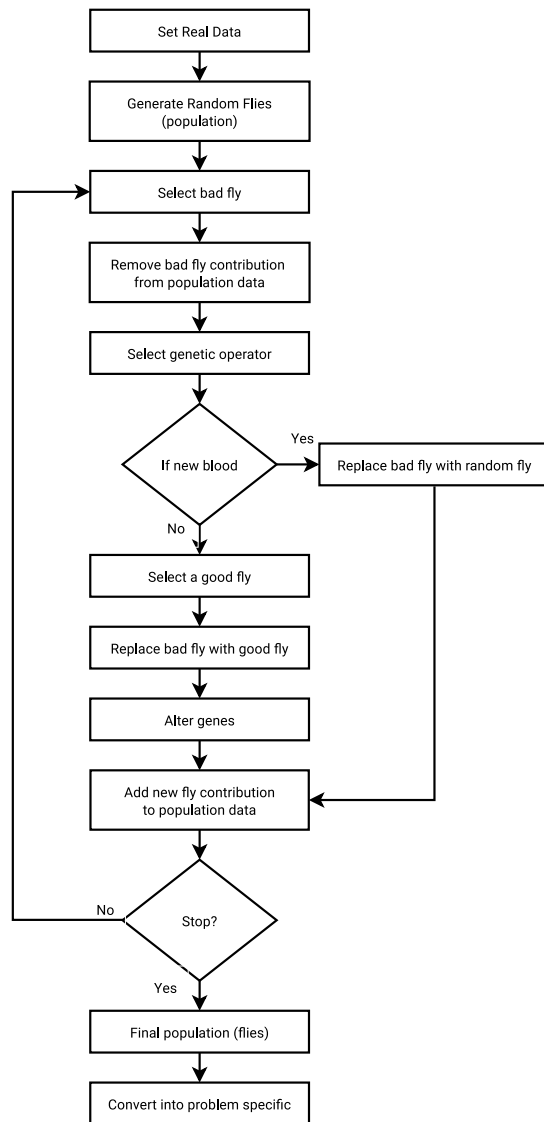 Set Real Data
Generate Random Flies
(population)
Select bad fly
Remove bad fly contribution
from population data
Select genetic operator
If new blood
Yes
Replace bad fly with random fly
No
Select a good fly
Replace bad fly with good fly
Alter genes
Add new fly contribution
to population data
Stop?
No
Yes
Final population (flies)
Convert into problem specific